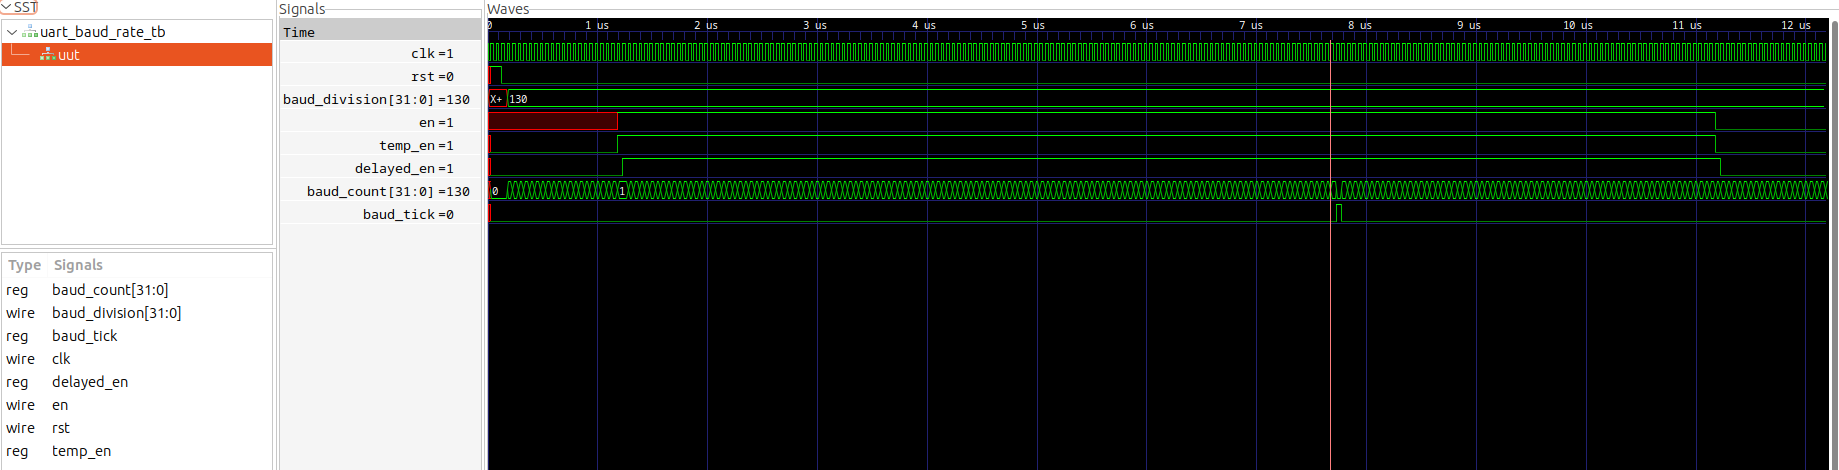 SST
uart_baud_rate_tb
uut
Type Signals
reg baud_count[31:0]
wire baud_division[31:0]
reg baud_tick
wire clk
reg delayed_en
wire en
wire rst
reg temp_en
Signals
Time
clk =1
rst =0
baud_division[31:0] =130
en =1
temp_en =1
delayed_en =1
baud_count[31:0] =130
baud_tick =0
Waves
0 1 us 2 us 3 us 4 us 5 us 6 us 7 us 8 us 9 us 10 us 11 us 12 us
X+ 130
0 1